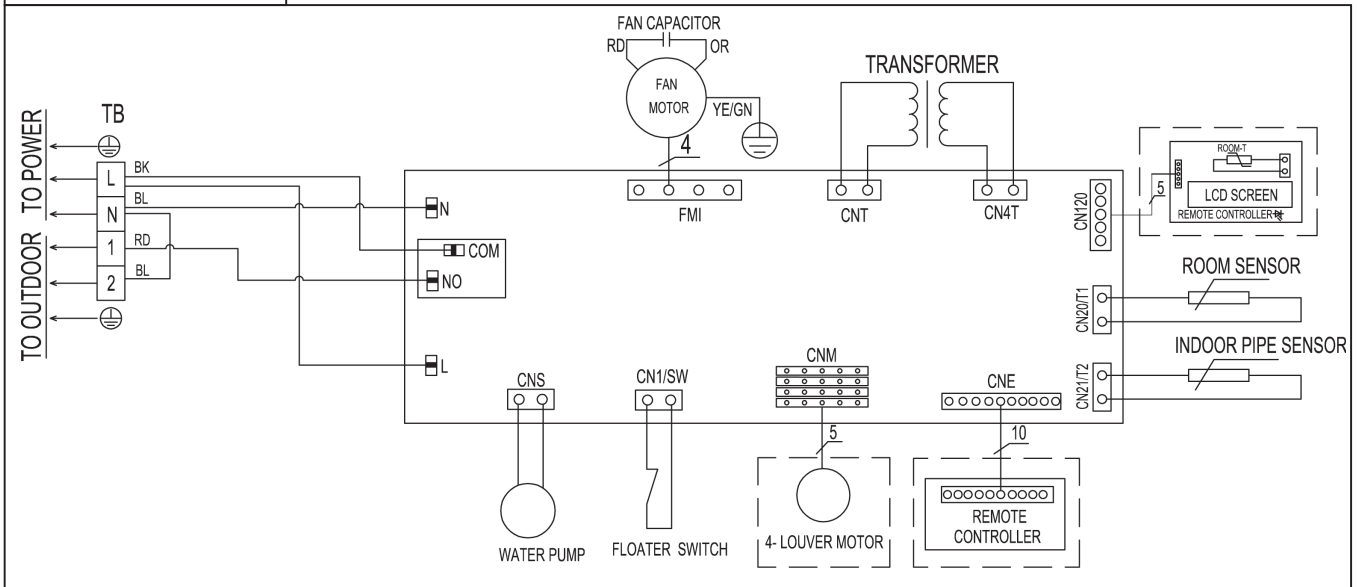 FAN CAPACITOR
RD
OR
FAN
MOTOR
YE/GN
4
TRANSFORMER
TB
TO POWER
TO OUTDOOR
L
N
1
2
BK
BL
RD
BL
N
COM
NO
L
FMI
CNT
CN4T
CN120
5
ROOM-T
LCD SCREEN
REMOTE CONTROLLER
ROOM SENSOR
CN20/T1
INDOOR PIPE SENSOR
CN21/T2
CNS
CN1/SW
CNM
CNE
5
10
WATER PUMP
FLOATER SWITCH
4- LOUVER MOTOR
REMOTE
CONTROLLER